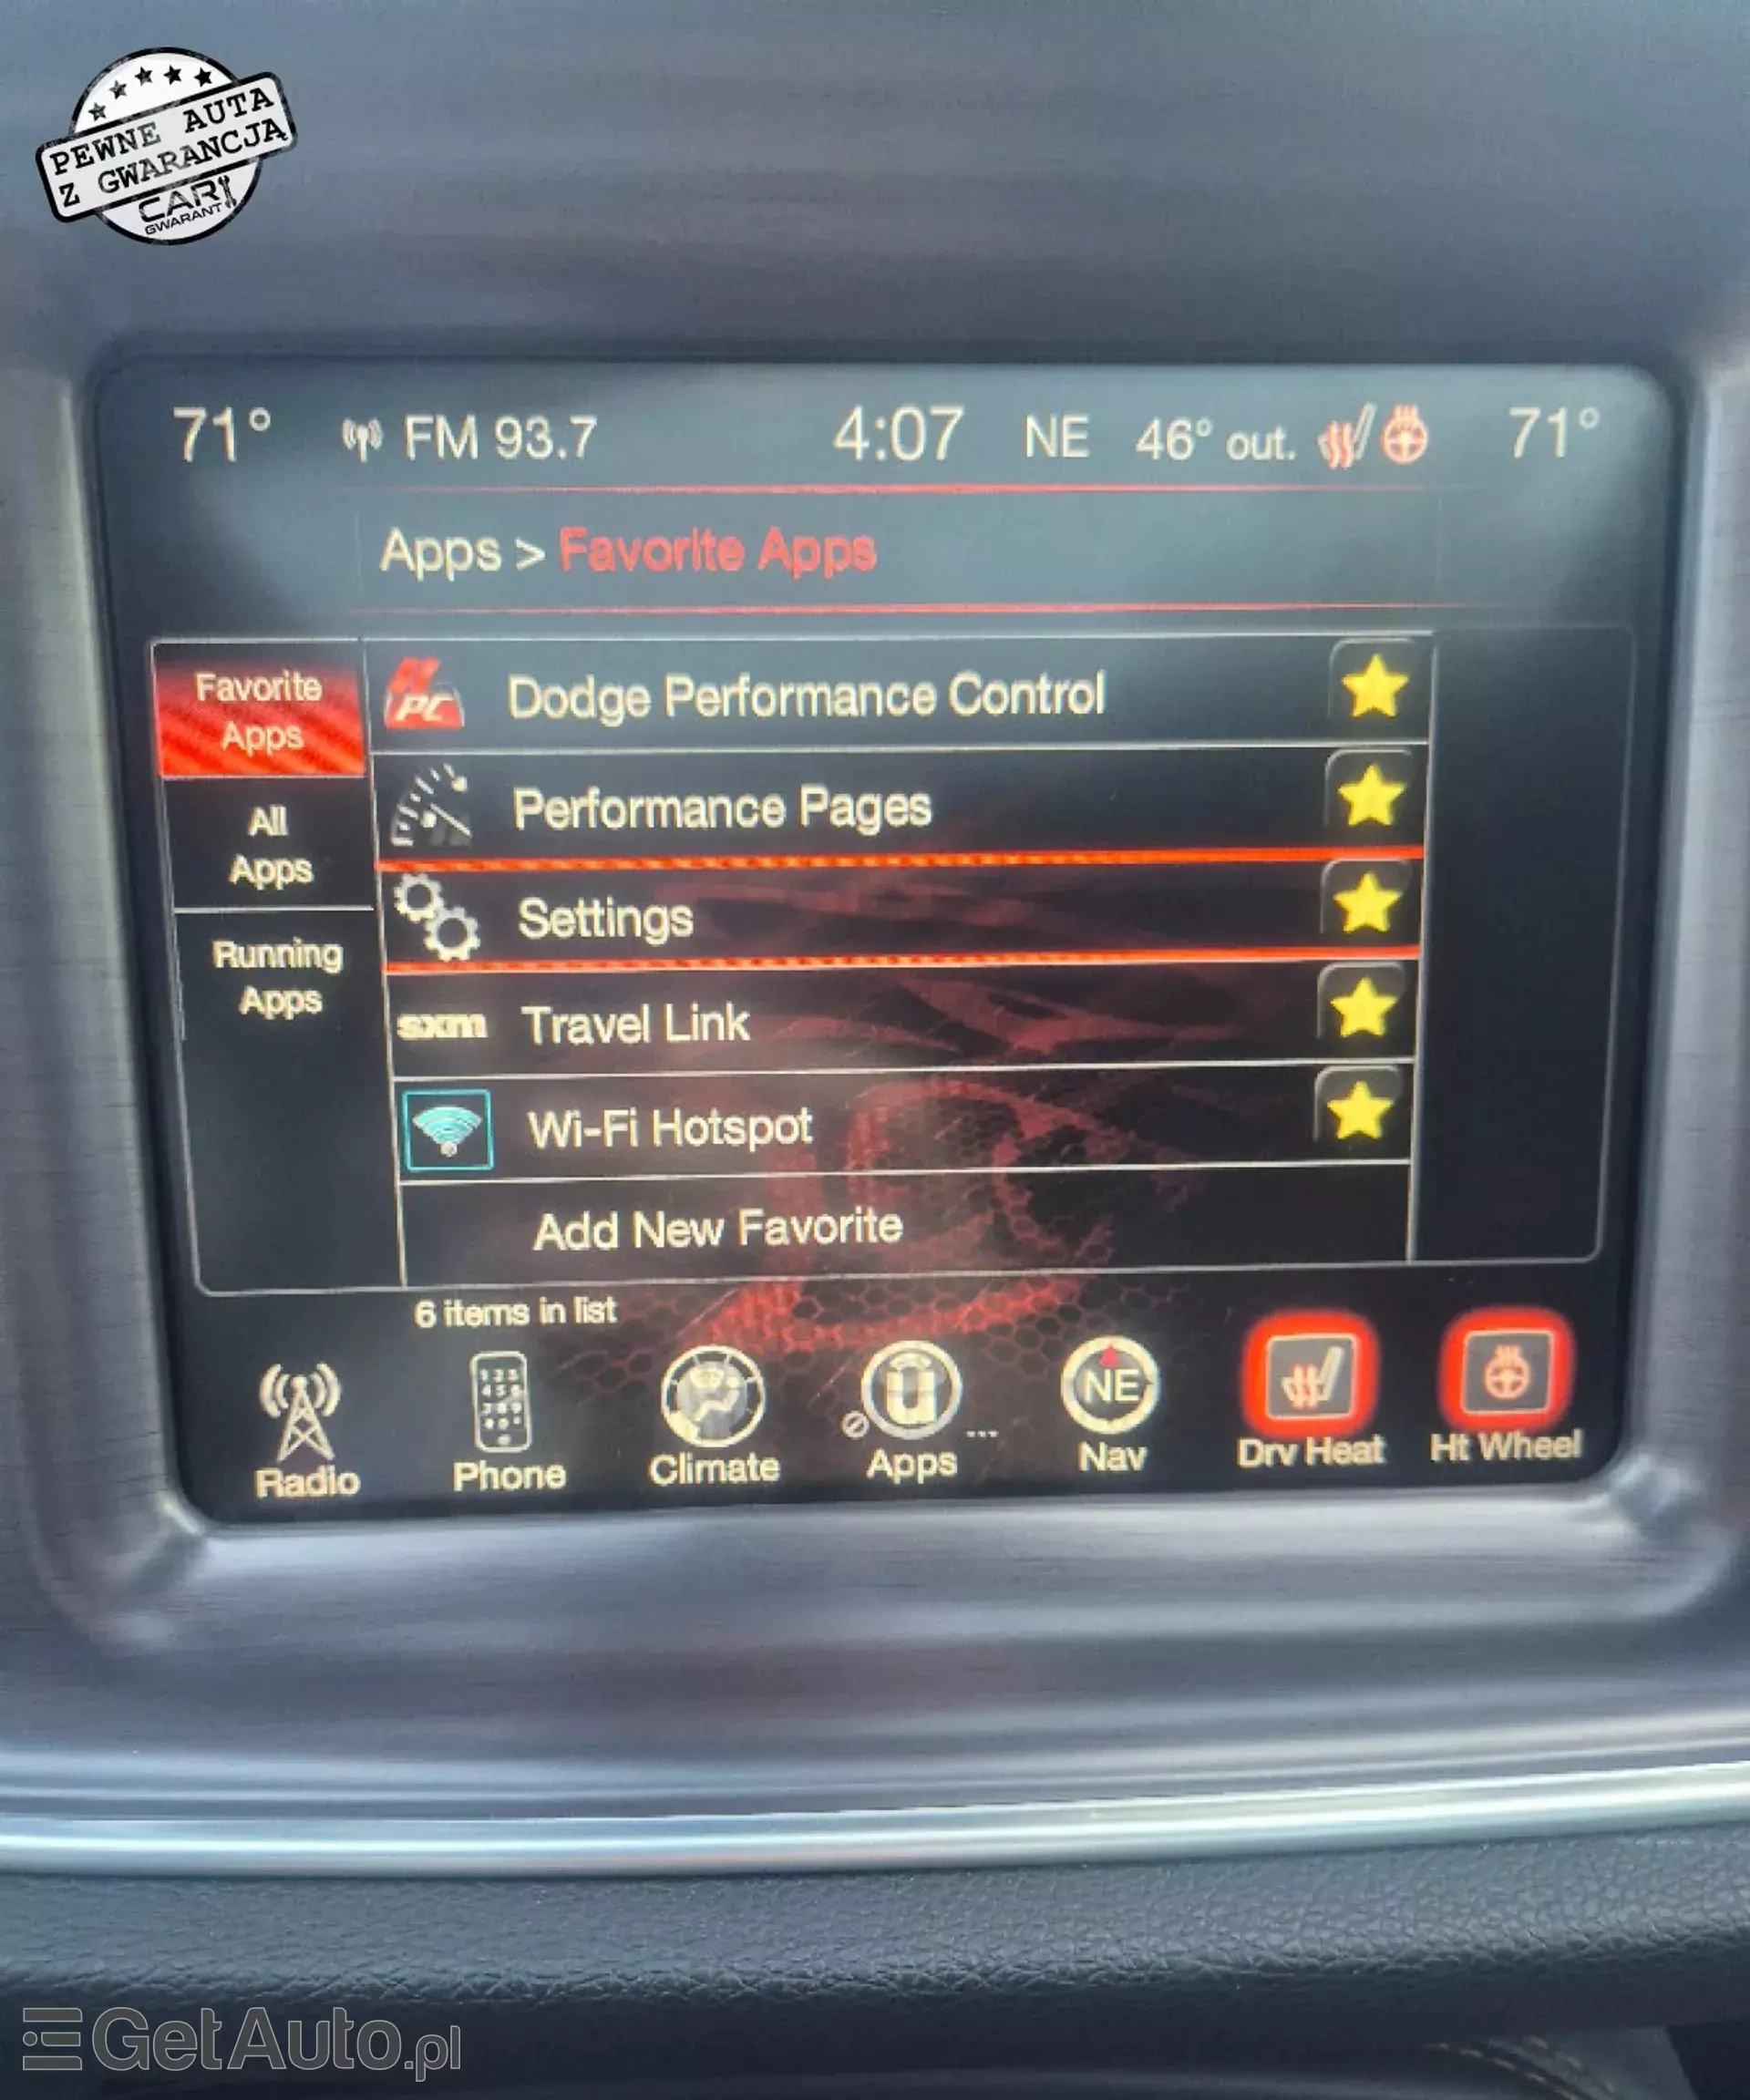 PEWNE AUTA
Z GWARANCJĄ
CAR
GWARANT
71° FM 93.7 4:07 NE 46° out. 71°
Apps > Favorite Apps
Favorite
Apps
All
Apps
Running
Apps
PC Dodge Performance Control
Performance Pages
Settings
sxm Travel Link
Wi-Fi Hotspot
Add New Favorite
6 items in list
NE
Radio Phone Climate Apps ... Nav Drv Heat Ht Wheel
GetAuto.pl